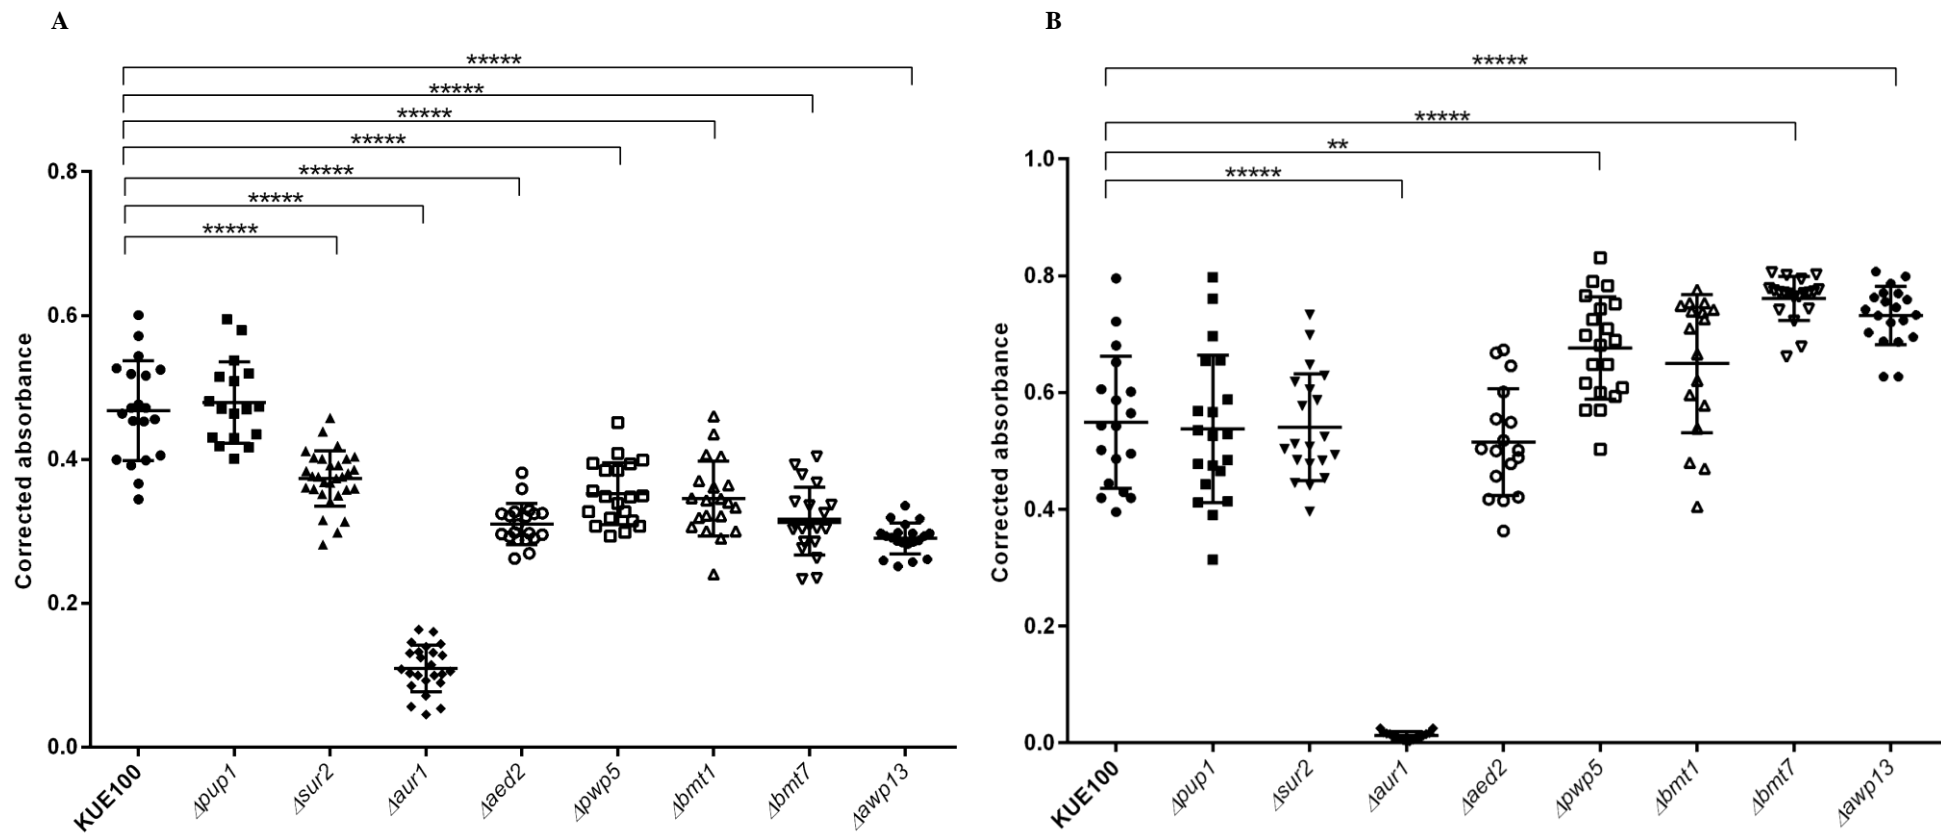 A
B
*****
*****
*****
*****
*****
*****
*****
*****
*****
**
*****
Corrected absorbance
0.8
0.6
0.4
0.2
0.0
KUE100
Δpup1
Δsur2
Δaur1
Δaed2
Δpwp5
Δbmt1
Δbmt7
Δawp13
Corrected absorbance
1.0
0.8
0.6
0.4
0.2
0.0
KUE100
Δpup1
Δsur2
Δaur1
Δaed2
Δpwp5
Δbmt1
Δbmt7
Δawp13